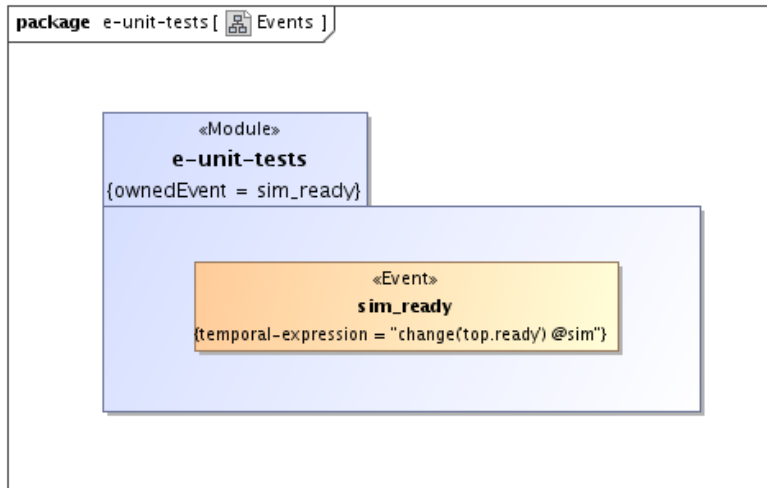 package e-unit-tests [ Events ]
«Module»
e-unit-tests
{ownedEvent = sim_ready}
«Event»
sim_ready
{temporal-expression = "change('top.ready') @sim"}